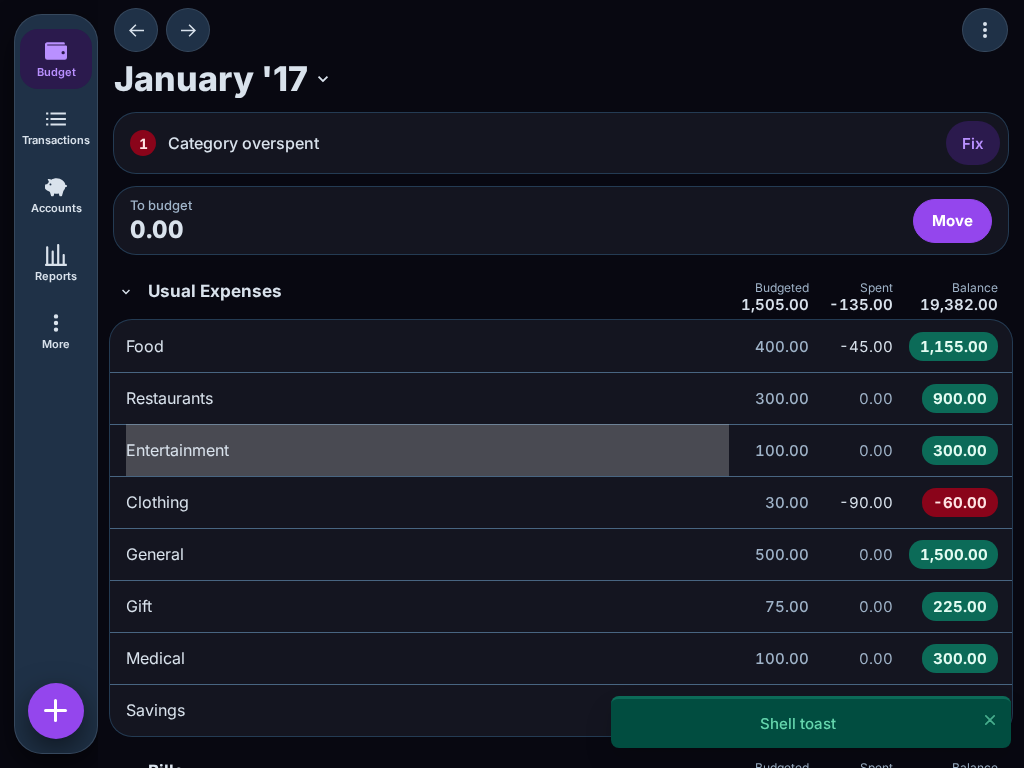 Budget
Transactions
Accounts
Reports
More
January '17
1 Category overspent Fix
To budget
0.00
Move
Usual Expenses Budgeted Spent Balance
1,505.00 -135.00 19,382.00
Food 400.00 -45.00 1,155.00
Restaurants 300.00 0.00 900.00
Entertainment 100.00 0.00 300.00
Clothing 30.00 -90.00 -60.00
General 500.00 0.00 1,500.00
Gift 75.00 0.00 225.00
Medical 100.00 0.00 300.00
Savings
Shell toast
Bills Budgeted Spent Balance